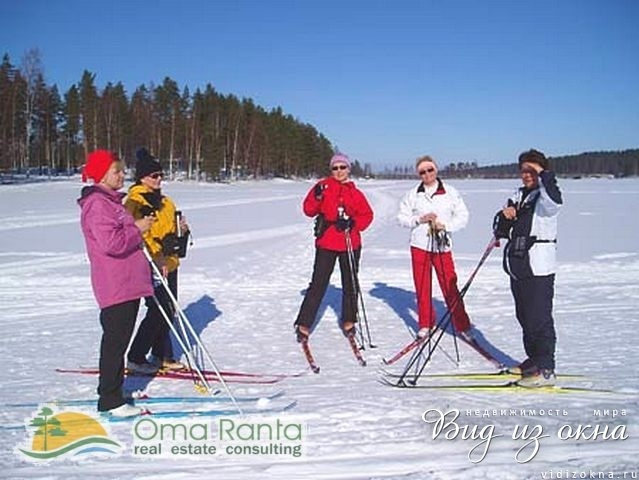 Oma Ranta
real estate consulting
недвижимость мира
Вид из окна
vidizokna.ru